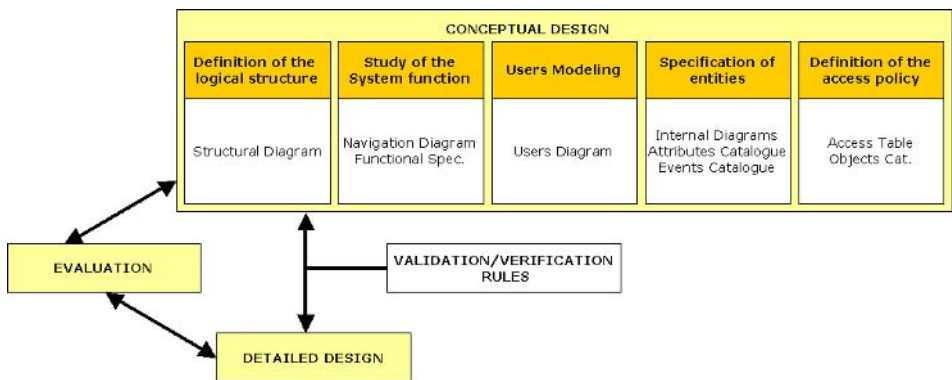 CONCEPTUAL DESIGN
Definition of the
logical structure
Structural Diagram
Study of the
System function
Navigation Diagram
Functional Spec.
Users Modeling
Users Diagram
Specification of
entities
Internal Diagrams
Attributes Catalogue
Events Catalogue
Definition of the
access policy
Access Table
Objects Cat.
EVALUATION
VALIDATION/VERIFICATION
RULES
DETAILED DESIGN